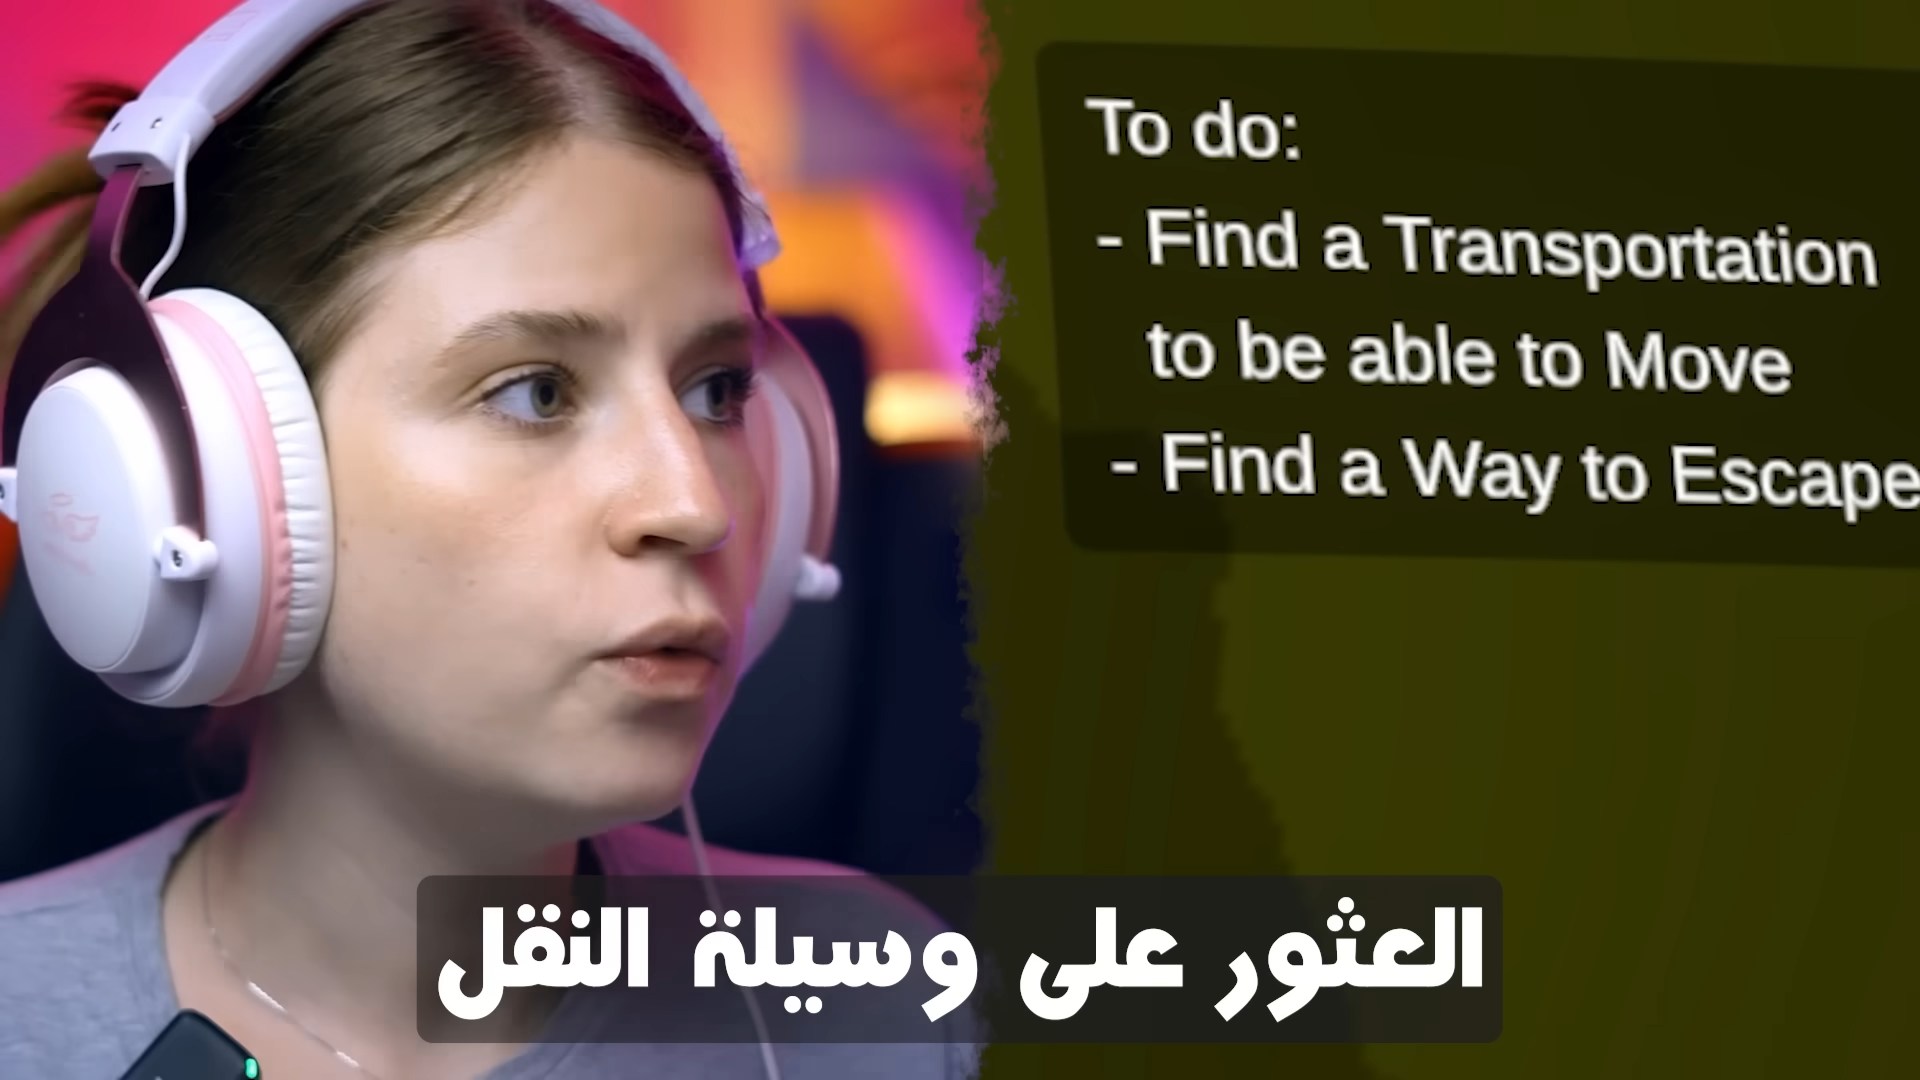 To do:
- Find a Transportation
to be able to Move
- Find a Way to Escape
العثور على وسيلة النقل